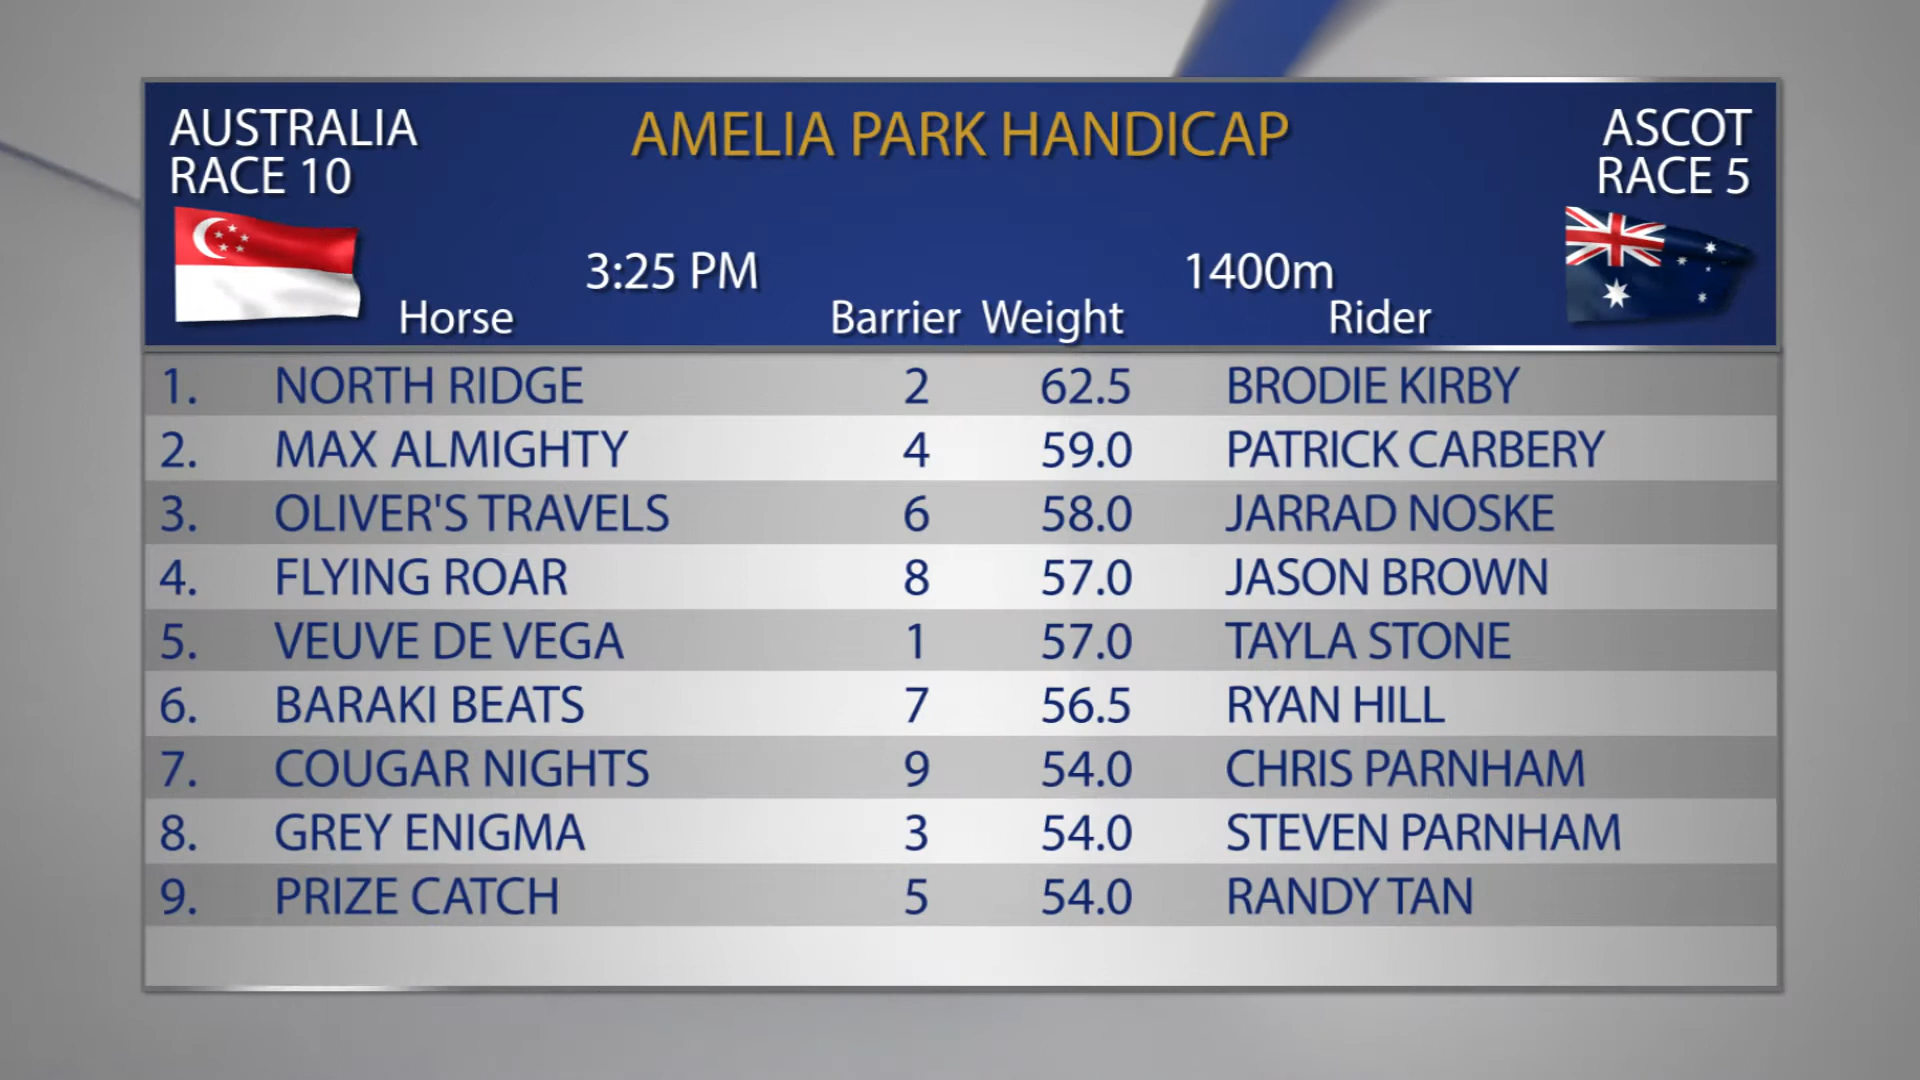 AUSTRALIA
RACE 10
AMELIA PARK HANDICAP
ASCOT
RACE 5
3:25 PM 1400m
Horse Barrier Weight Rider
1. NORTH RIDGE 2 62.5 BRODIE KIRBY
2. MAX ALMIGHTY 4 59.0 PATRICK CARBERY
3. OLIVER'S TRAVELS 6 58.0 JARRAD NOSKE
4. FLYING ROAR 8 57.0 JASON BROWN
5. VEUVE DE VEGA 1 57.0 TAYLA STONE
6. BARAKI BEATS 7 56.5 RYAN HILL
7. COUGAR NIGHTS 9 54.0 CHRIS PARNHAM
8. GREY ENIGMA 3 54.0 STEVEN PARNHAM
9. PRIZE CATCH 5 54.0 RANDY TAN